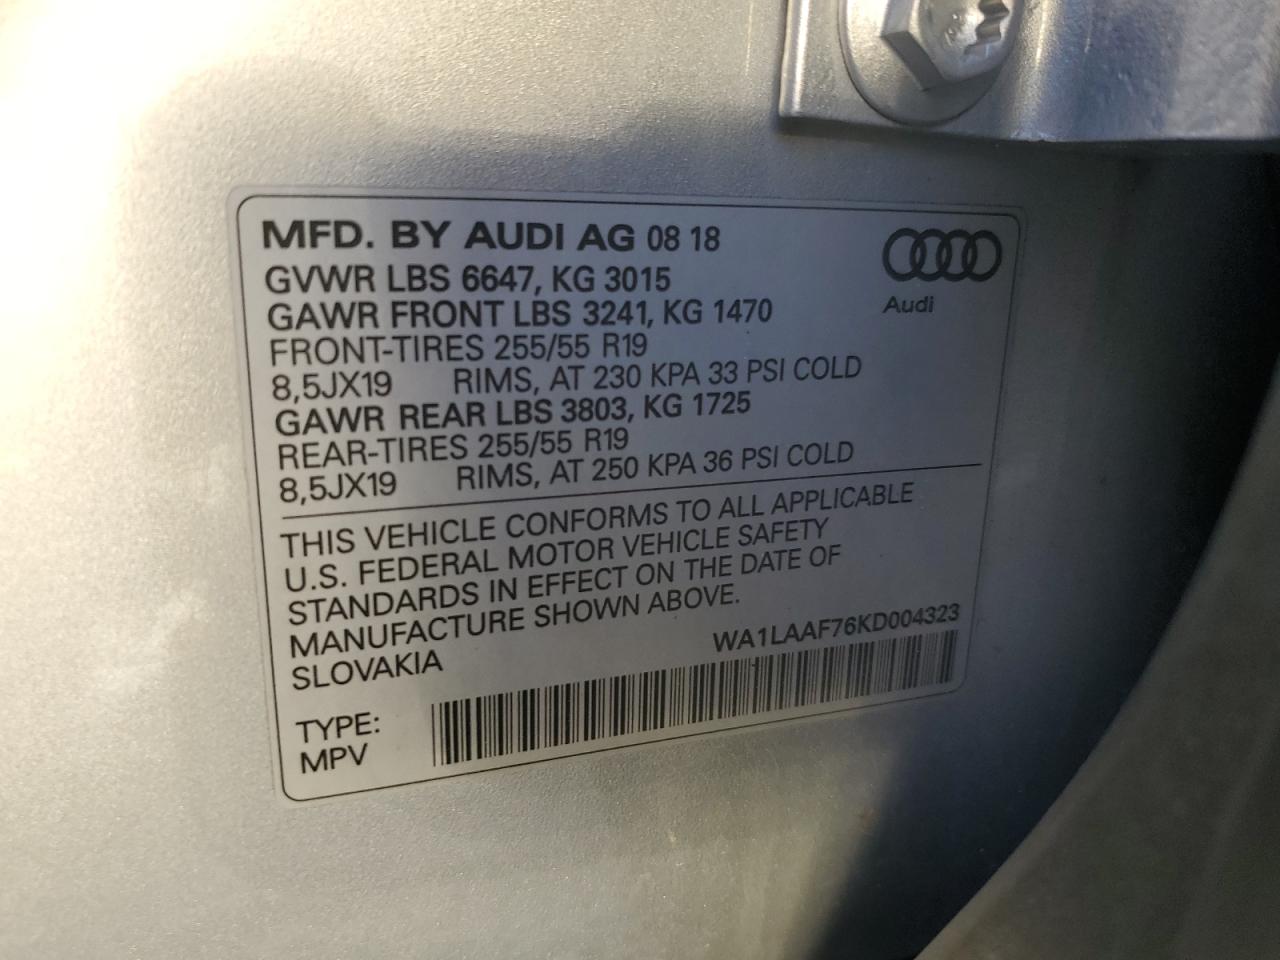 MFD. BY AUDI AG 08 18
GVWR LBS 6647, KG 3015
GAWR FRONT LBS 3241, KG 1470
FRONT-TIRES 255/55 R19
8,5JX19 RIMS, AT 230 KPA 33 PSI COLD
GAWR REAR LBS 3803, KG 1725
REAR-TIRES 255/55 R19
8,5JX19 RIMS, AT 250 KPA 36 PSI COLD
Audi
THIS VEHICLE CONFORMS TO ALL APPLICABLE
U.S. FEDERAL MOTOR VEHICLE SAFETY
STANDARDS IN EFFECT ON THE DATE OF
MANUFACTURE SHOWN ABOVE.
SLOVAKIA
WA1LAAF76KD004323
TYPE:
MPV